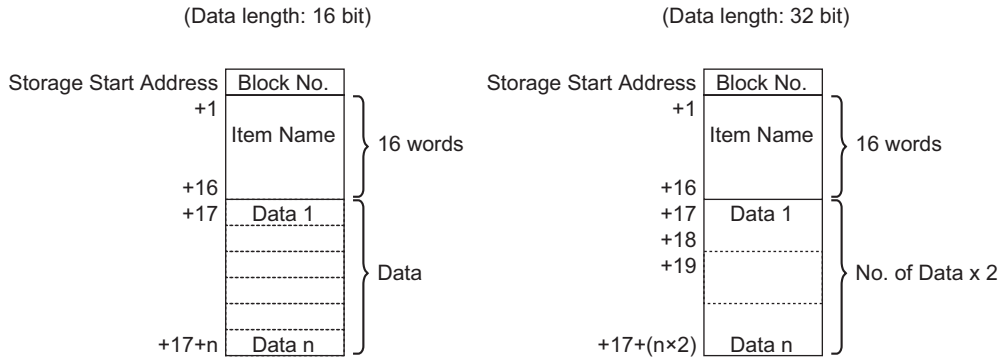 (Data length: 16 bit)
Storage Start Address Block No.
+1
Item Name
16 words
+16
+17 Data 1
Data
+17+n Data n
(Data length: 32 bit)
Storage Start Address Block No.
+1
Item Name
16 words
+16
+17 Data 1
+18
+19
No. of Data x 2
+17+(n×2) Data n